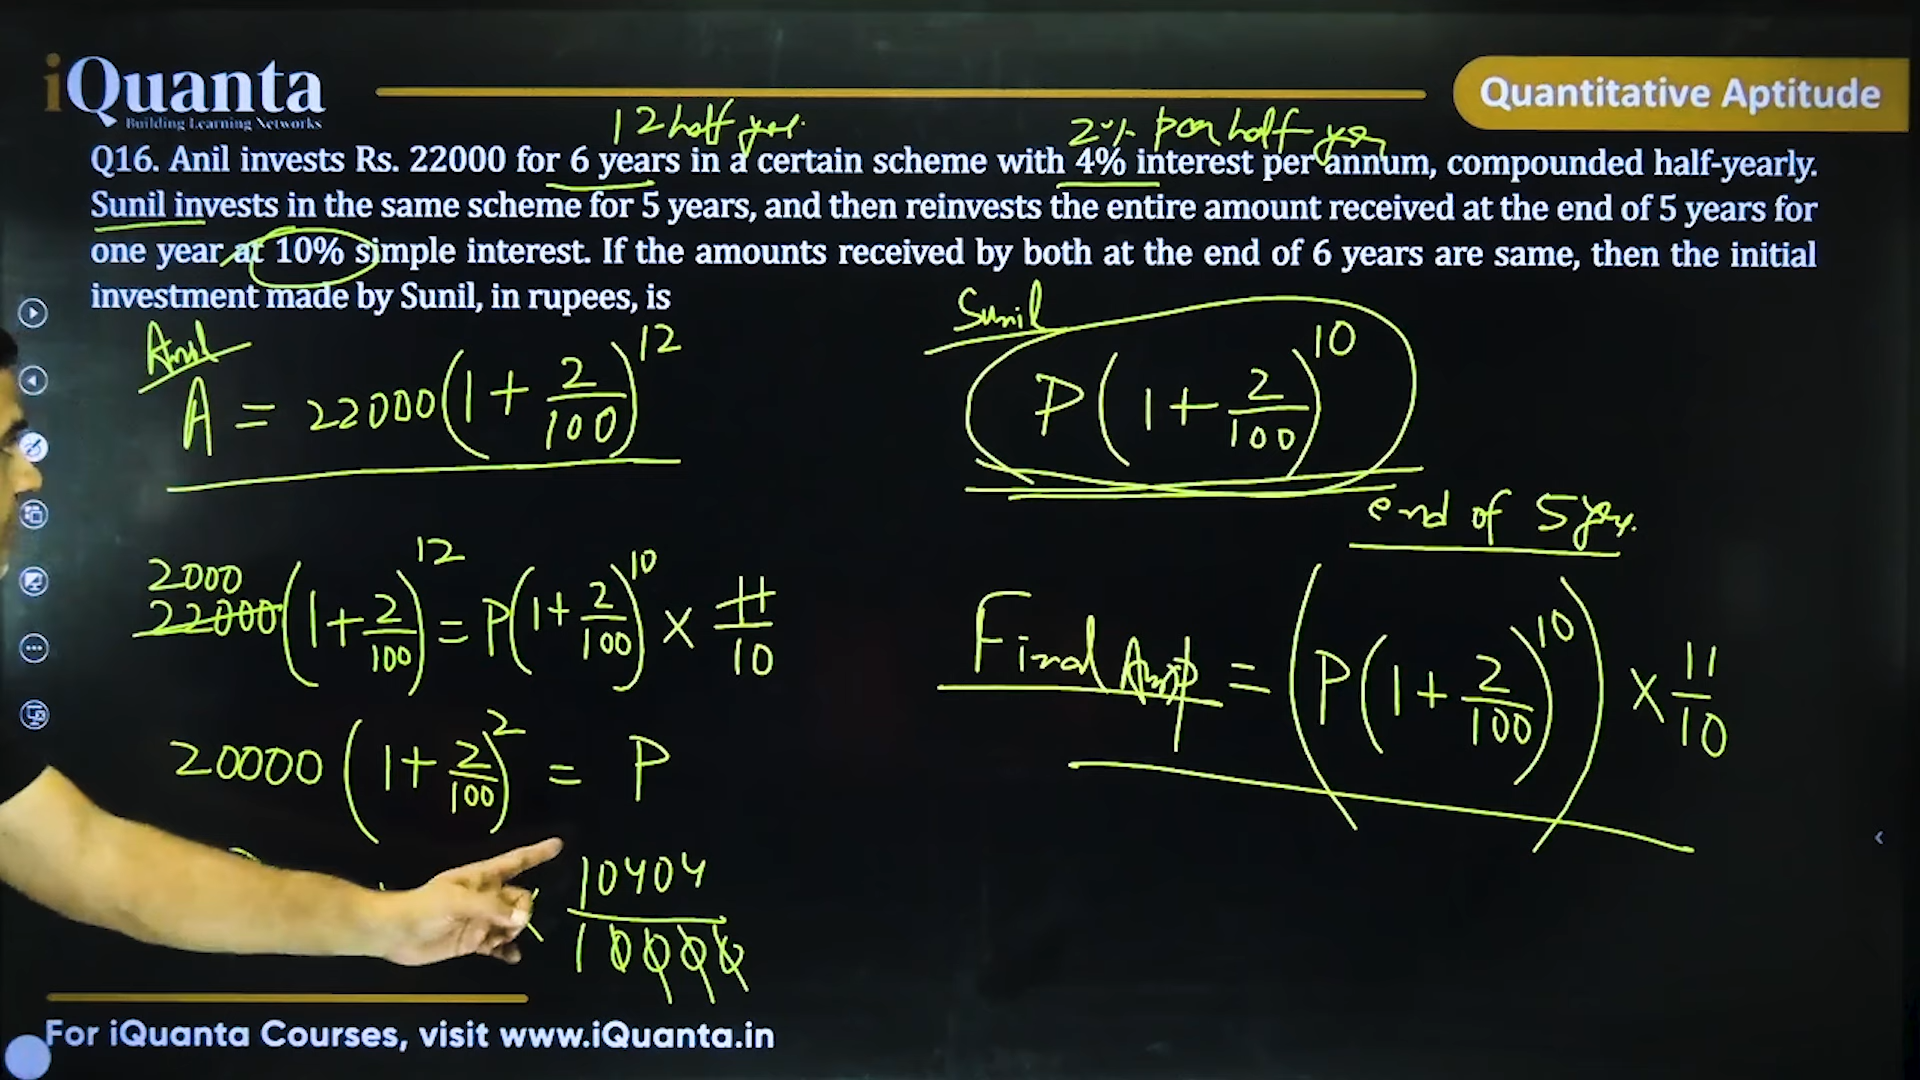 iQuanta
Building Learning Networks
Quantitative Aptitude
12 half yrs.
2% per half yr
Q16. Anil invests Rs. 22000 for 6 years in a certain scheme with 4% interest per annum, compounded half-yearly.
Sunil invests in the same scheme for 5 years, and then reinvests the entire amount received at the end of 5 years for
one year at 10% simple interest. If the amounts received by both at the end of 6 years are same, then the initial
investment made by Sunil, in rupees, is
Anil
A = 22000(1 + 2/100)^12
Sunil
P(1 + 2/100)^10
end of 5 yrs.
2000
22000(1 + 2/100)^12 = P(1 + 2/100)^10 × 11/10
Final Amt = (P(1 + 2/100)^10) × 11/10
20000(1 + 2/100)^2 = P
× 10404/10000
For iQuanta Courses, visit www.iQuanta.in